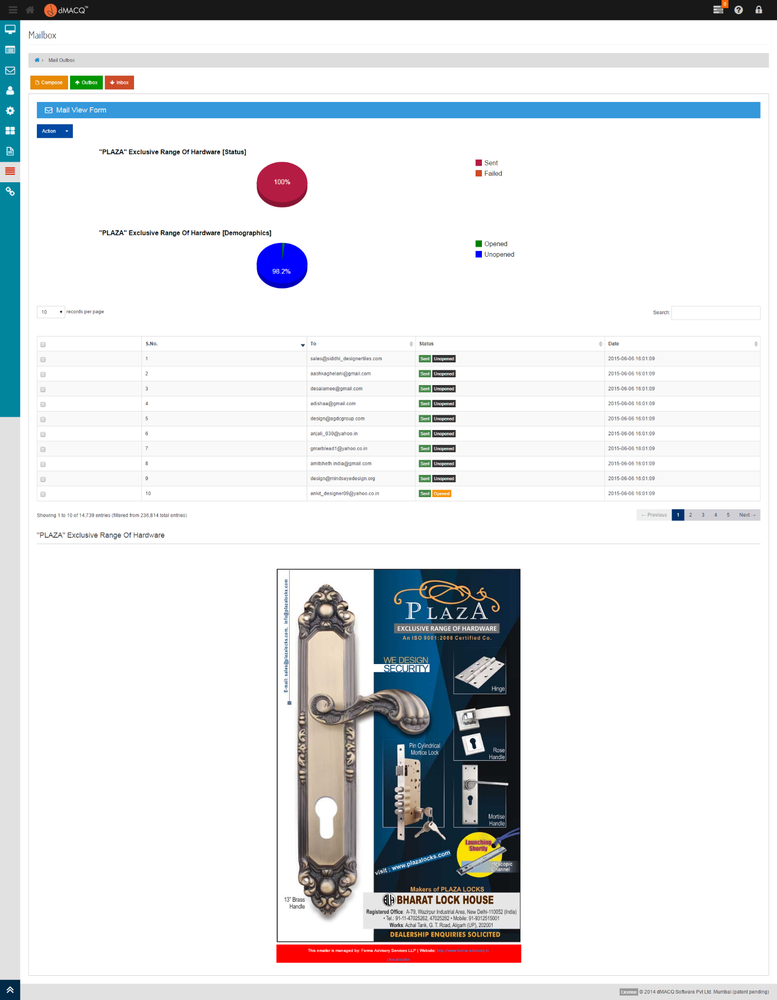 dMACQ™
0
Mailbox
Mail Outbox
Compose
Outbox
Inbox
Mail View Form
Action
"PLAZA" Exclusive Range Of Hardware [Status]
100%
Sent
Failed
"PLAZA" Exclusive Range Of Hardware [Demographics]
98.2%
Opened
Unopened
10 records per page
Search:
S.No. To Status Date
1 sales@siddhi_designertiles.com Sent Unopened 2015-06-06 16:01:09
2 aashkaghelani@gmail.com Sent Unopened 2015-06-06 16:01:09
3 desaiamee@gmail.com Sent Unopened 2015-06-06 16:01:09
4 adishaa@gmail.com Sent Unopened 2015-06-06 16:01:09
5 design@agdcgroup.com Sent Unopened 2015-06-06 16:01:09
6 anjali_030@yahoo.in Sent Unopened 2015-06-06 16:01:09
7 gmarblead1@yahoo.co.in Sent Unopened 2015-06-06 16:01:09
8 amitsheth.india@gmail.com Sent Unopened 2015-06-06 16:01:09
9 design@mindseyedesign.org Sent Unopened 2015-06-06 16:01:09
10 ankit_designer09@yahoo.co.in Sent Opened 2015-06-06 16:01:09
Showing 1 to 10 of 14,739 entries (filtered from 236,814 total entries)
← Previous 1 2 3 4 5 Next →
"PLAZA" Exclusive Range Of Hardware
E-mail: sales@plazalocks.com, info@plazalocks.com
PLAZA
EXCLUSIVE RANGE OF HARDWARE
An ISO 9001:2008 Certified Co.
WE DESIGN
SECURITY
Hinge
Rose
Handle
Pin Cylindrical
Mortice Lock
Mortise
Handle
Launching
Shortly
Telescopic
Channel
visit : www.plazalocks.com
13" Brass
Handle
Makers of PLAZA LOCKS
BLH BHARAT LOCK HOUSE
Registered Office: A-79, Wazirpur Industrial Area, New Delhi-110052 (India)
• Tel.: 91-11-47025262, 47025282 • Mobile: 91-9312515001
Works: Achal Tank, G. T. Road, Aligarh (UP), 202001
DEALERSHIP ENQUIRIES SOLICITED
This emailer is managed by: Forma Advisory Services LLP | Website: http://www.forma-advisory.in
Unsubscribe
License © 2014 dMACQ Software Pvt Ltd. Mumbai (patent pending)